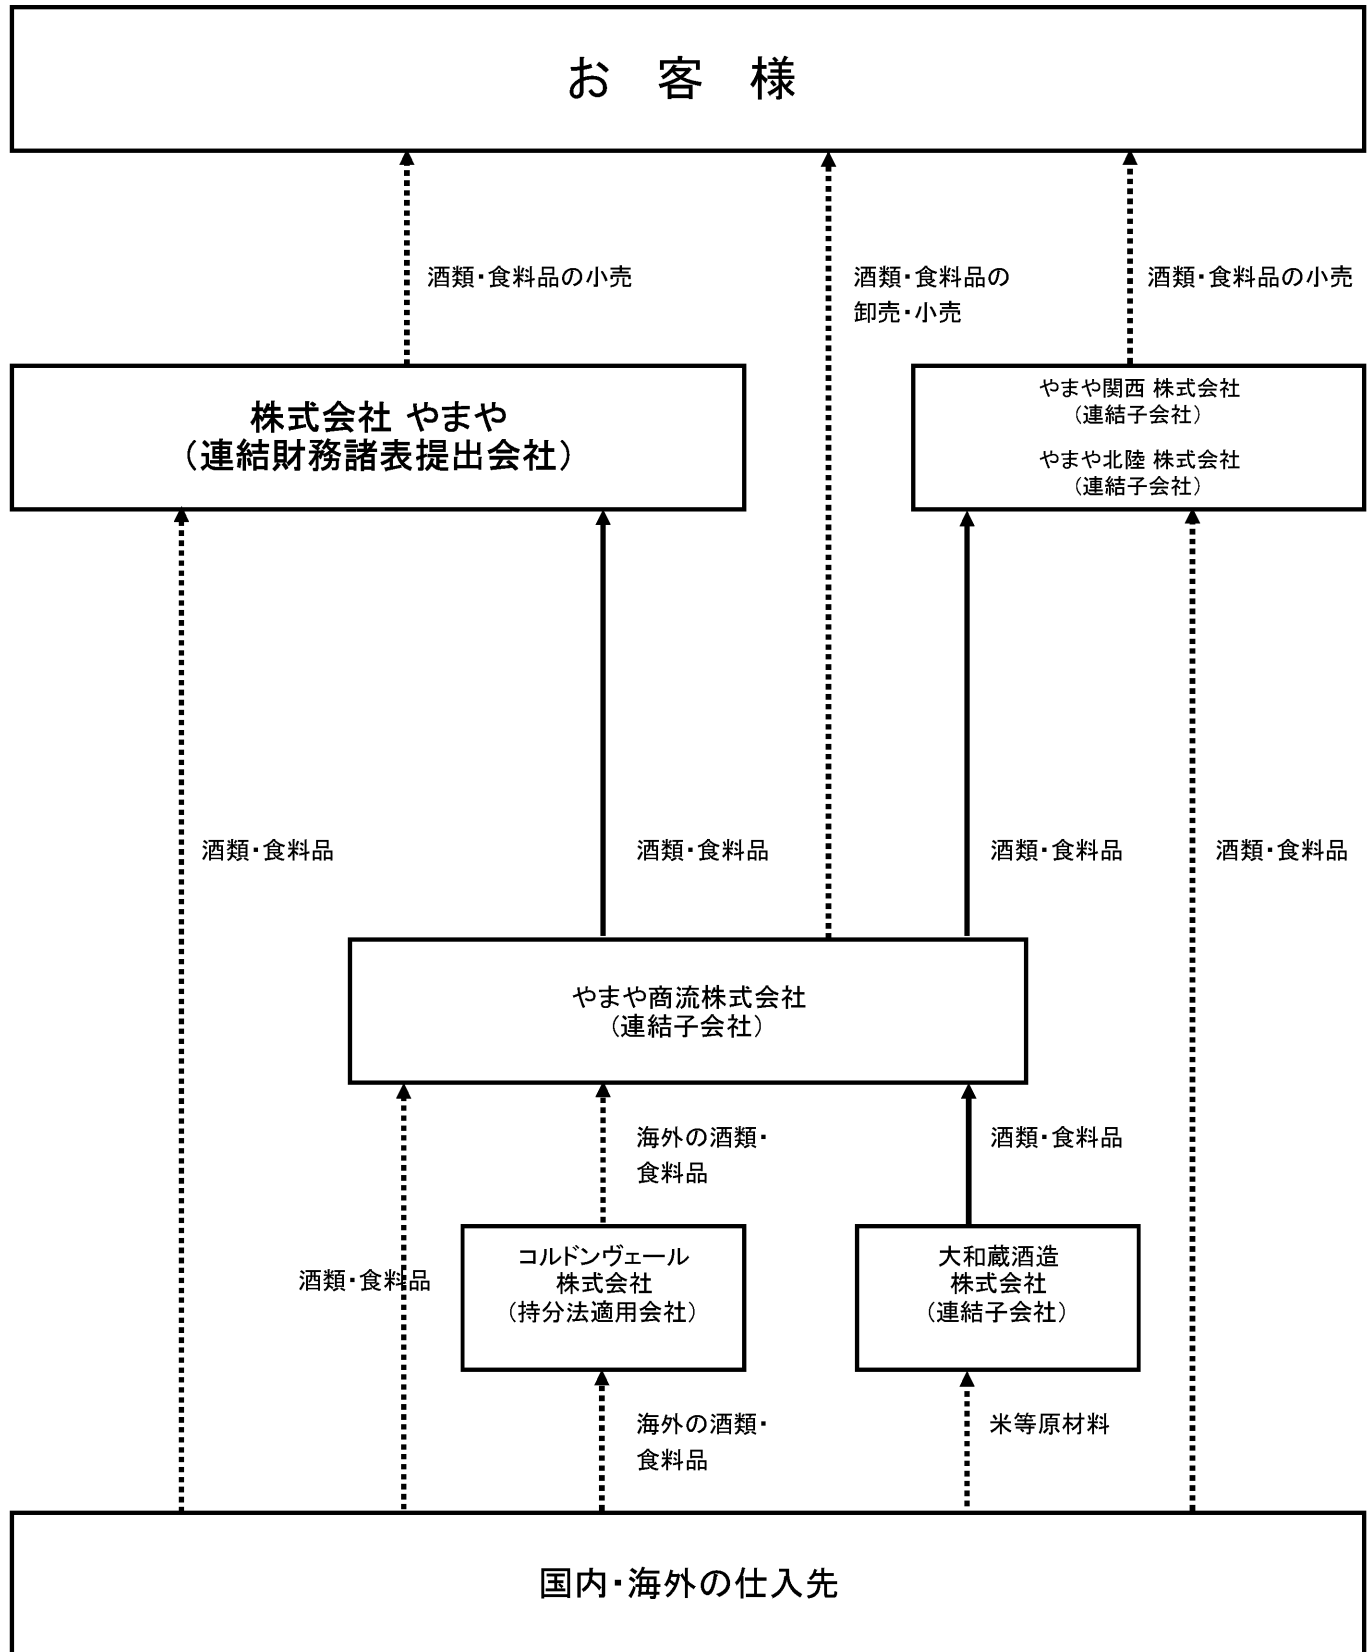 お　客　様
酒類・食料品の小売
酒類・食料品の
卸売・小売
酒類・食料品の小売
株式会社 やまや
（連結財務諸表提出会社）
やまや関西 株式会社
（連結子会社）
やまや北陸 株式会社
（連結子会社）
酒類・食料品
酒類・食料品
酒類・食料品
酒類・食料品
やまや商流株式会社
（連結子会社）
海外の酒類・
食料品
酒類・食料品
酒類・食料品
コルドンヴェール
株式会社
（持分法適用会社）
大和蔵酒造
株式会社
（連結子会社）
海外の酒類・
食料品
米等原材料
国内・海外の仕入先